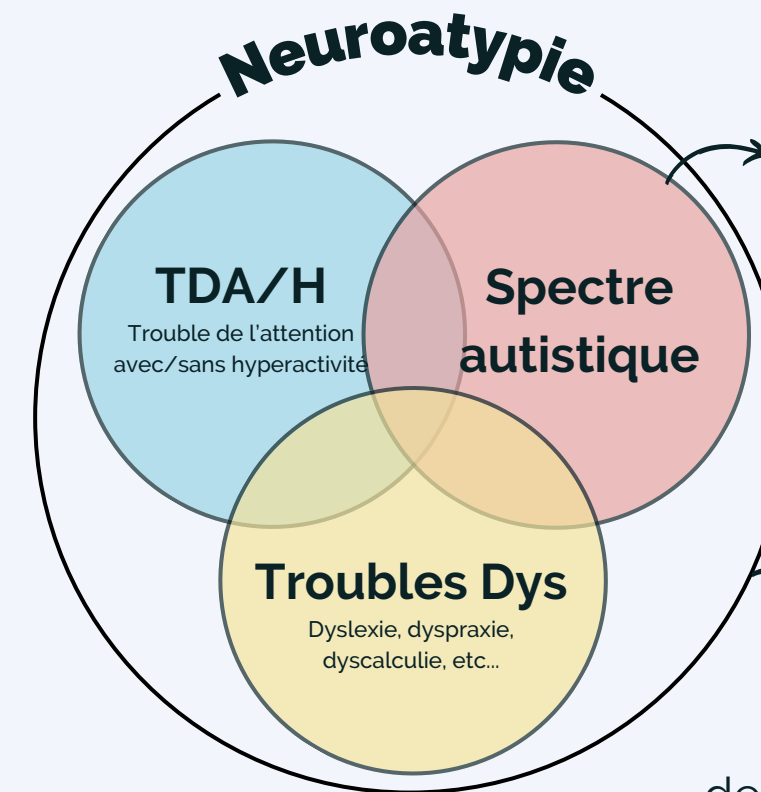 Neuroatypie
TDA/H
Trouble de l'attention
avec/sans hyperactivité
Spectre
autistique
Troubles Dys
Dyslexie, dyspraxie,
dyscalculie, etc...